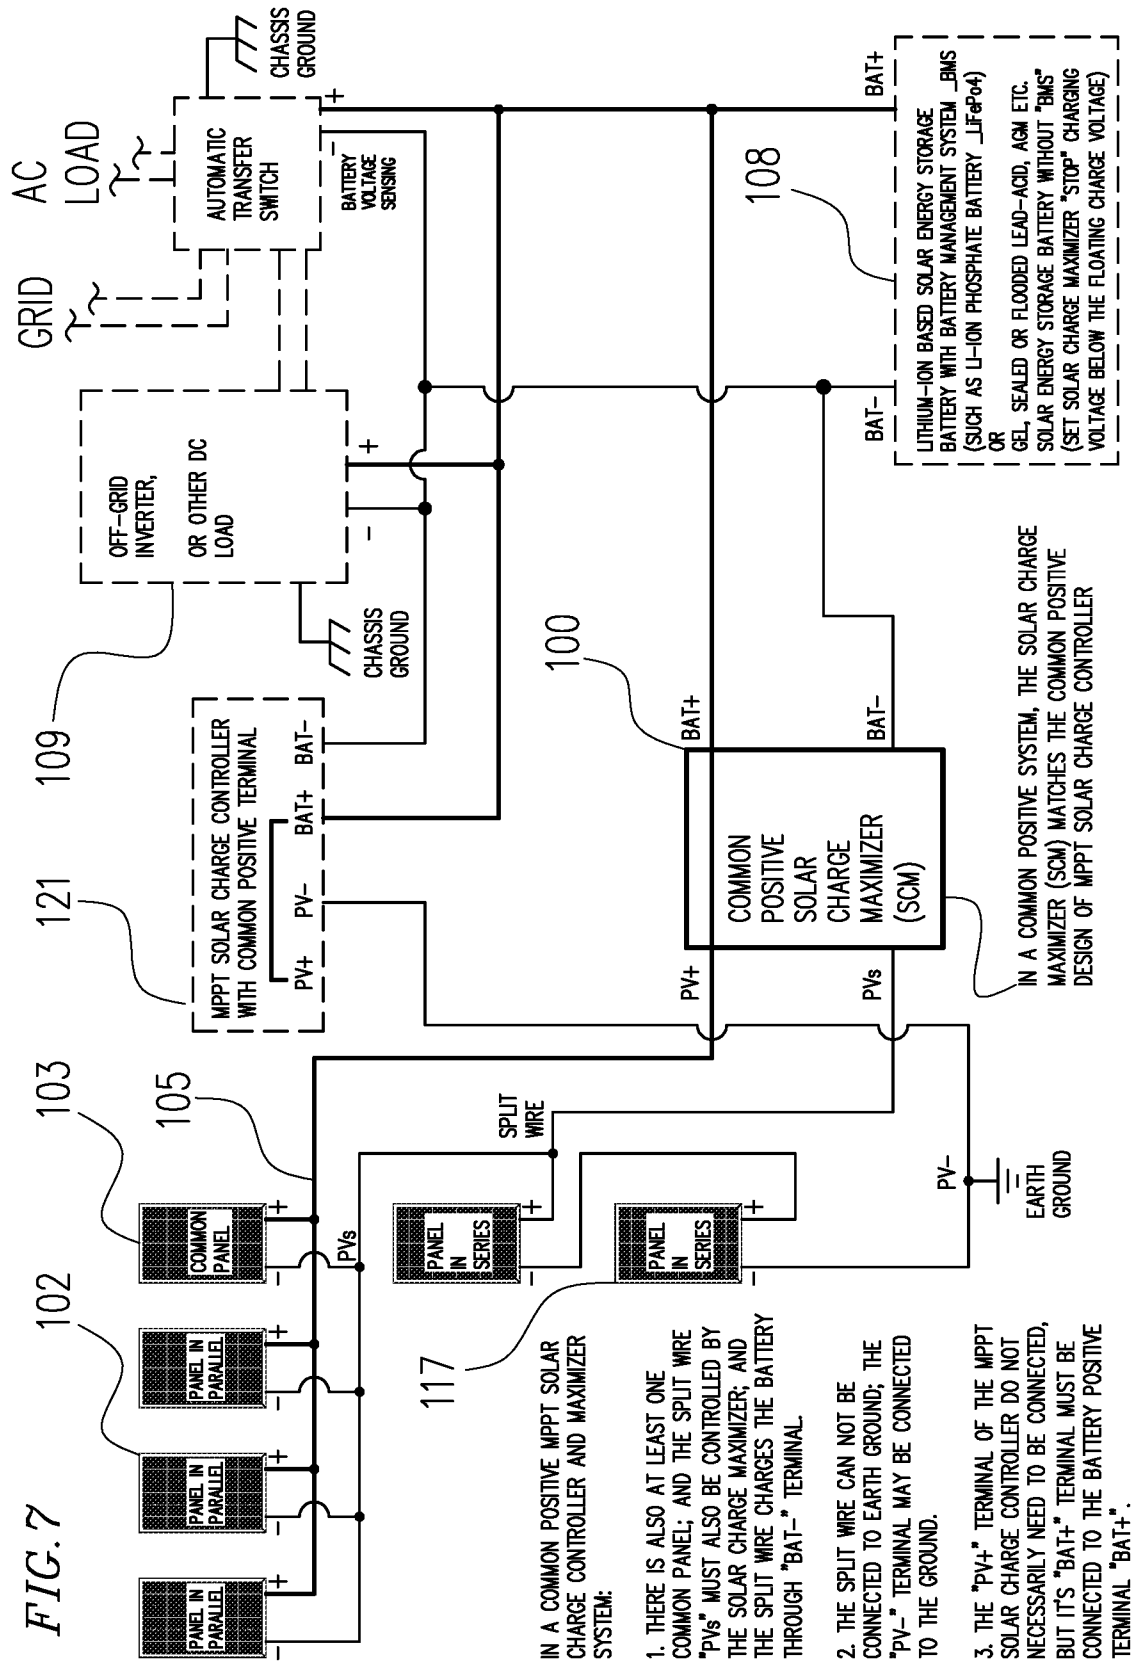 FIG. 7
102
103
105
121
109
GRID
AC
LOAD
PANEL IN
PARALLEL
PANEL IN
PARALLEL
PANEL IN
PARALLEL
COMMON
PANEL
- +
- +
- +
- +
PVs
MPPT SOLAR CHARGE CONTROLLER
WITH COMMON POSITIVE TERMINAL
PV+ PV- BAT+ BAT-
OFF-GRID
INVERTER,
OR OTHER DC
LOAD
- +
CHASSIS
GROUND
AUTOMATIC
TRANSFER
SWITCH
- +
BATTERY
VOLTAGE
SENSING
CHASSIS
GROUND
PANEL
IN
SERIES
- +
SPLIT
WIRE
117
PANEL
IN
SERIES
- +
PV-
EARTH
GROUND
100
PV+
PVs
BAT+
BAT-
COMMON
POSITIVE
SOLAR
CHARGE
MAXIMIZER
(SCM)
108
BAT-
BAT+
LITHIUM-ION BASED SOLAR ENERGY STORAGE
BATTERY WITH BATTERY MANAGEMENT SYSTEM _BMS
(SUCH AS LI-ION PHOSPHATE BATTERY _LiFePo4)
OR
GEL, SEALED OR FLOODED LEAD-ACID, AGM ETC.
SOLAR ENERGY STORAGE BATTERY WITHOUT "BMS"
(SET SOLAR CHARGE MAXIMIZER "STOP" CHARGING
VOLTAGE BELOW THE FLOATING CHARGE VOLTAGE)
IN A COMMON POSITIVE SYSTEM, THE SOLAR CHARGE
MAXIMIZER (SCM) MATCHES THE COMMON POSITIVE
DESIGN OF MPPT SOLAR CHARGE CONTROLLER
IN A COMMON POSITIVE MPPT SOLAR
CHARGE CONTROLLER AND MAXIMIZER
SYSTEM:
1. THERE IS ALSO AT LEAST ONE
COMMON PANEL; AND THE SPLIT WIRE
"PVs" MUST ALSO BE CONTROLLED BY
THE SOLAR CHARGE MAXIMIZER; AND
THE SPLIT WIRE CHARGES THE BATTERY
THROUGH "BAT-" TERMINAL.
2. THE SPLIT WIRE CAN NOT BE
CONNECTED TO EARTH GROUND; THE
"PV-" TERMINAL MAY BE CONNECTED
TO THE GROUND.
3. THE "PV+" TERMINAL OF THE MPPT
SOLAR CHARGE CONTROLLER DO NOT
NECESSARILY NEED TO BE CONNECTED,
BUT IT'S "BAT+" TERMINAL MUST BE
CONNECTED TO THE BATTERY POSITIVE
TERMINAL "BAT+".